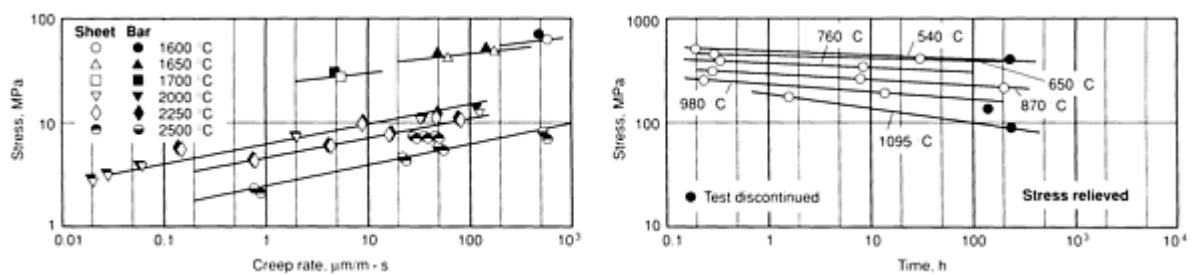 100
Sheet Bar
1600 °C
1650 °C
1700 °C
2000 °C
2250 °C
2500 °C
10
1
Stress, MPa
0.01 0.1 1 10 100 10³
Creep rate, μm/m - s
1000
760 C
540 C
650 C
870 C
980 C
100
1095 C
Test discontinued
Stress relieved
10
Stress, MPa
0.1 1 10 100 10³ 10⁴
Time, h